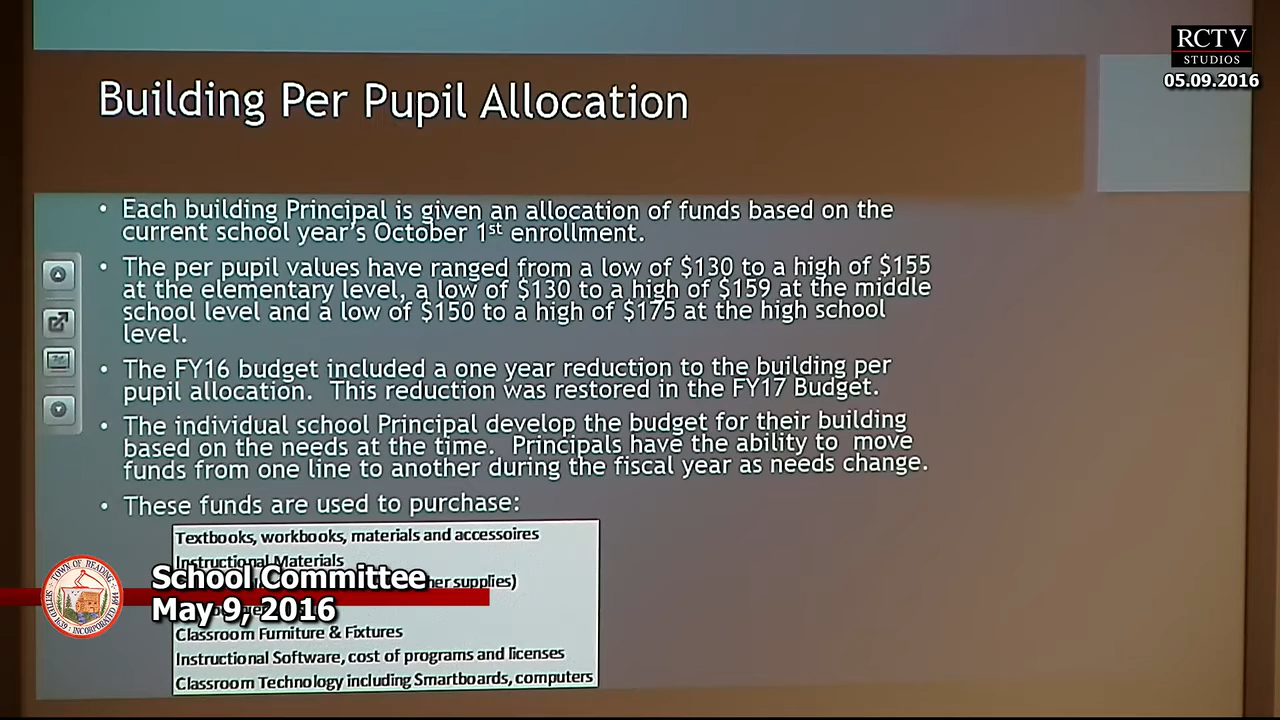 RCTV
STUDIOS
05.09.2016
Building Per Pupil Allocation
• Each building Principal is given an allocation of funds based on the
current school year's October 1st enrollment.
• The per pupil values have ranged from a low of $130 to a high of $155
at the elementary level, a low of $130 to a high of $159 at the middle
school level and a low of $150 to a high of $175 at the high school
level.
• The FY16 budget included a one year reduction to the building per
pupil allocation. This reduction was restored in the FY17 Budget.
• The individual school Principal develop the budget for their building
based on the needs at the time. Principals have the ability to move
funds from one line to another during the fiscal year as needs change.
• These funds are used to purchase:
Textbooks, workbooks, materials and accessoires
Instructional Materials
supplies)
Classroom Furniture & Fixtures
Instructional Software, cost of programs and licenses
Classroom Technology including Smartboards, computers
TOWN OF READING
SETTLED 1639 · INCORPORATED 1644
School Committee
May 9, 2016